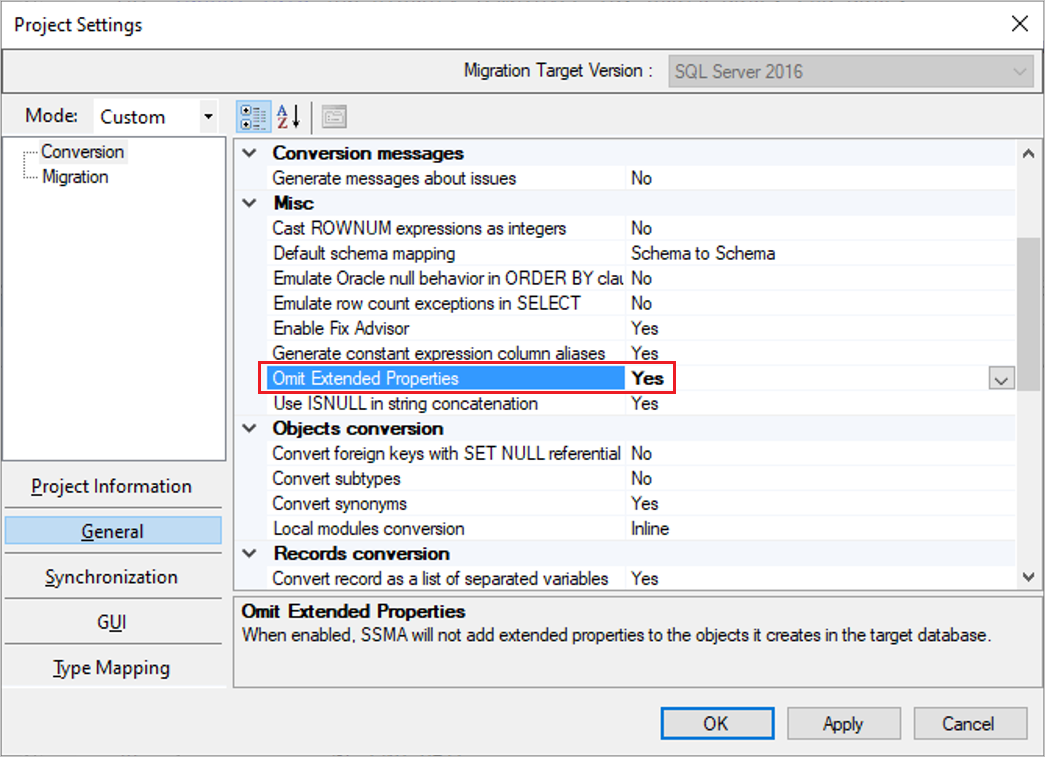 Project Settings
Migration Target Version : SQL Server 2016
Mode: Custom
Conversion
Migration
Project Information
General
Synchronization
GUI
Type Mapping
Conversion messages
Generate messages about issues No
Misc
Cast ROWNUM expressions as integers No
Default schema mapping Schema to Schema
Emulate Oracle null behavior in ORDER BY clau No
Emulate row count exceptions in SELECT No
Enable Fix Advisor Yes
Generate constant expression column aliases Yes
Omit Extended Properties Yes
Use ISNULL in string concatenation Yes
Objects conversion
Convert foreign keys with SET NULL referential No
Convert subtypes No
Convert synonyms Yes
Local modules conversion Inline
Records conversion
Convert record as a list of separated variables Yes
Omit Extended Properties
When enabled, SSMA will not add extended properties to the objects it creates in the target database.
OK Apply Cancel